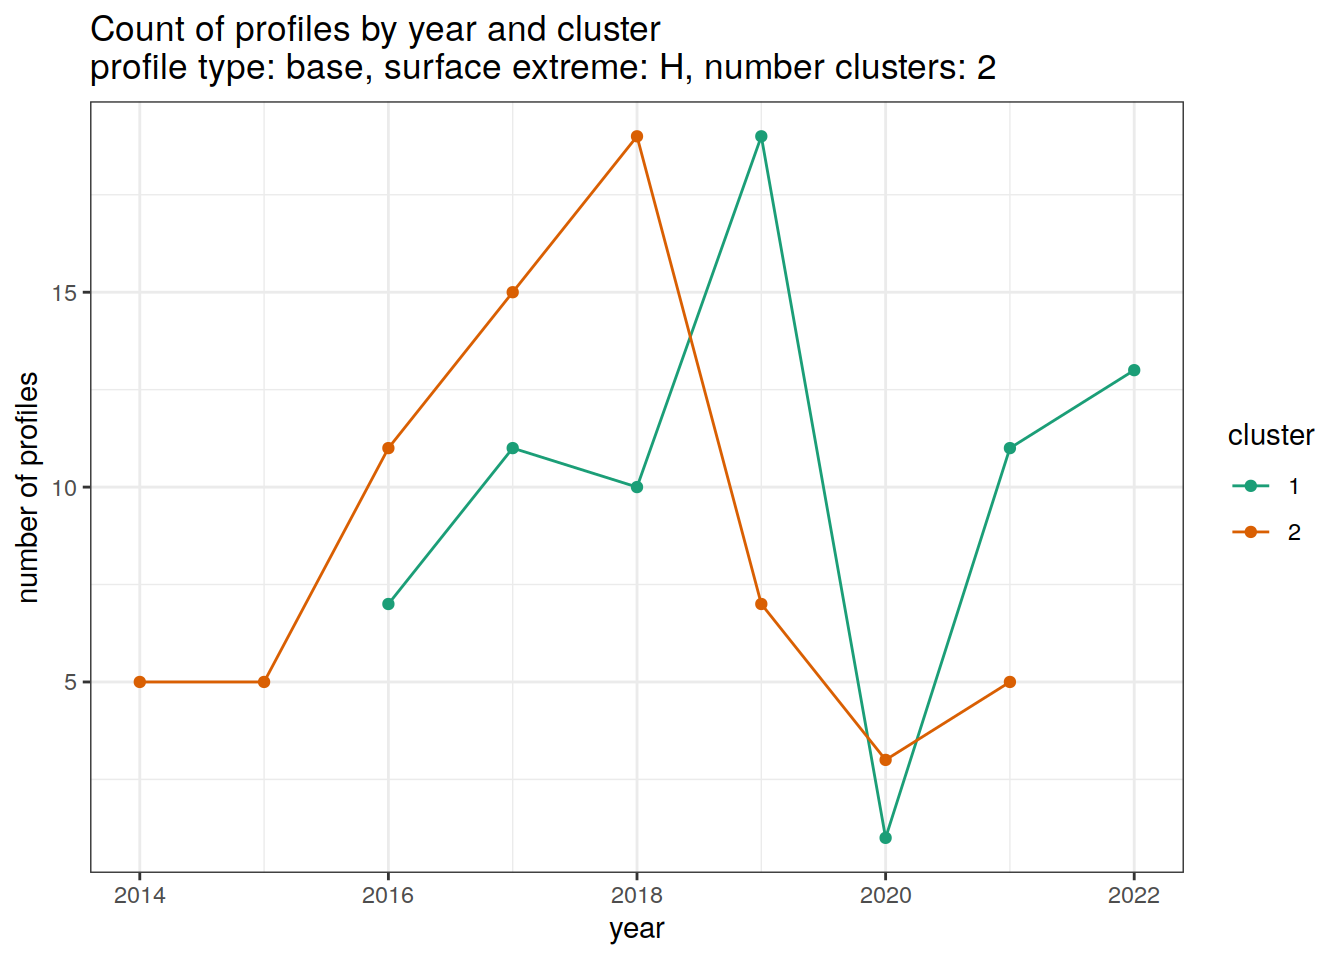 Count of profiles by year and cluster
profile type: base, surface extreme: H, number clusters: 2
number of profiles
15
10
5
2014
2016
2018
2020
2022
year
cluster
1
2